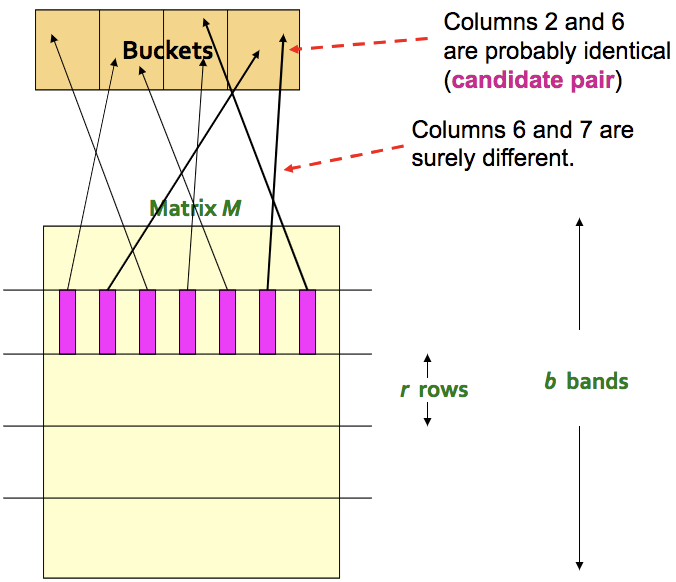 Buckets
Columns 2 and 6
are probably identical
(candidate pair)
Columns 6 and 7 are
surely different.
Matrix M
r rows
b bands